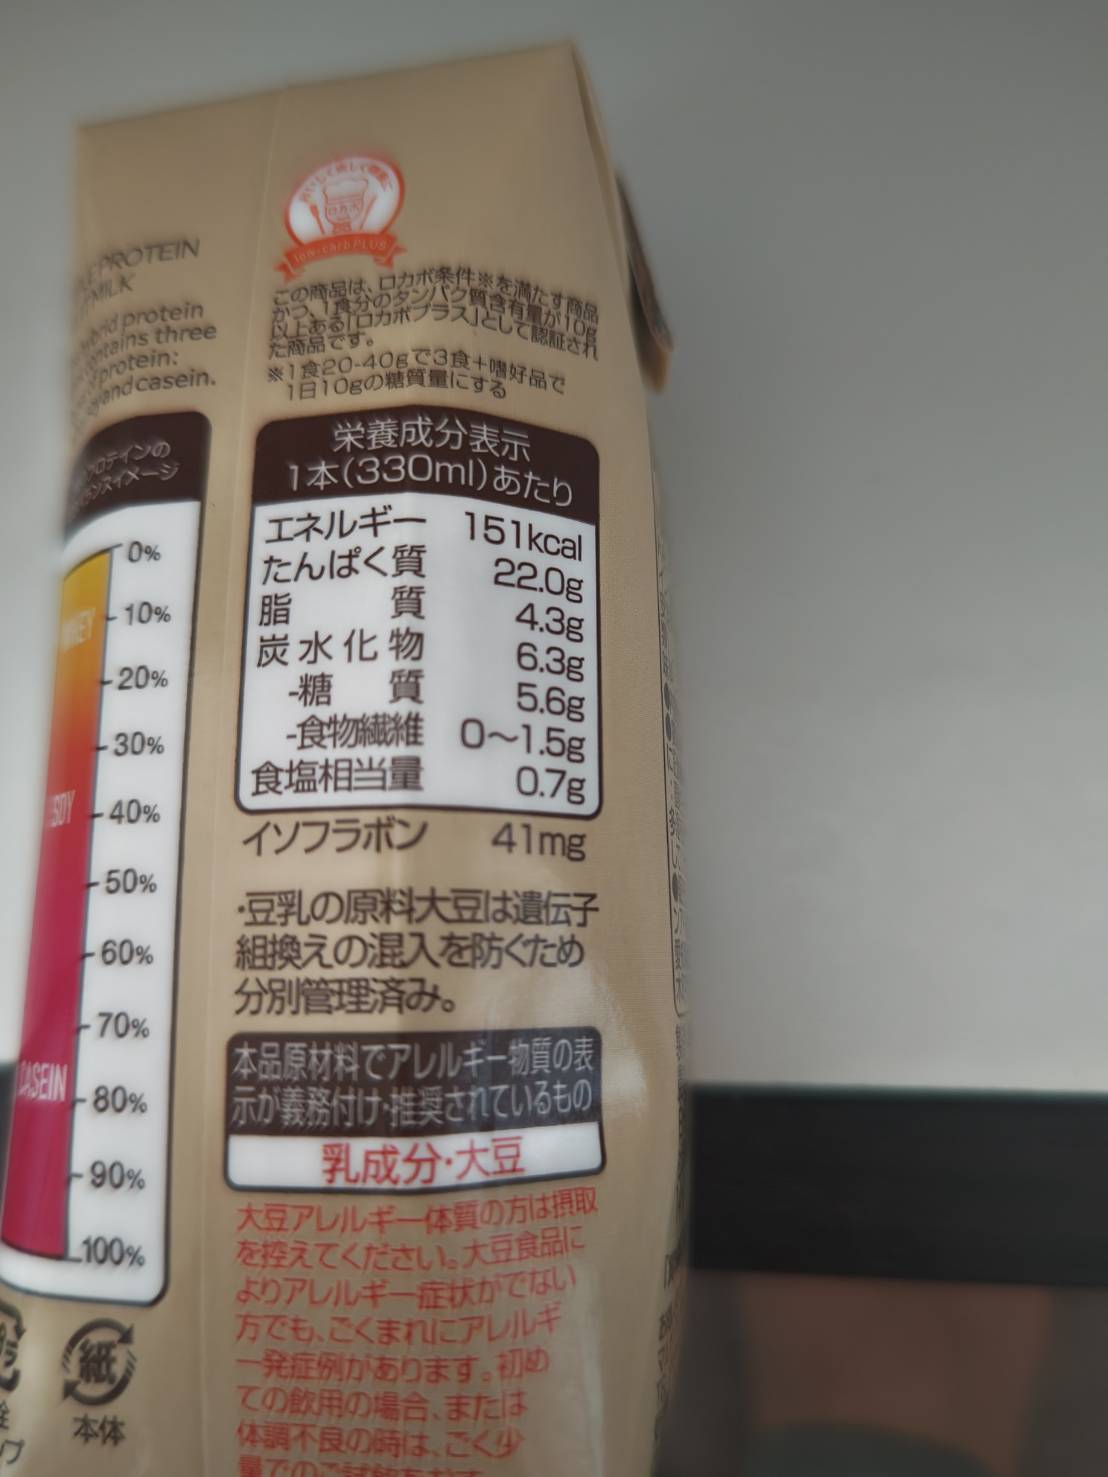 PROTEIN
MILK
protein
contains three
protein:
and casein.
プロテインの
バランスイメージ
0%
10%
20%
30%
40%
50%
60%
70%
80%
90%
100%
SOY
CASEIN
紙
本体
ロカボ
low-carb PLUS
この商品は、ロカボ条件※を満たす商品
かつ、1食分のタンパク質含有量が10g
以上ある「ロカボプラス」として認証され
た商品です。
※1食20-40gで3食+嗜好品で
1日10gの糖質量にする
栄養成分表示
1本(330ml)あたり
エネルギー 151kcal
たんぱく質 22.0g
脂質 4.3g
炭水化物 6.3g
-糖質 5.6g
-食物繊維 0〜1.5g
食塩相当量 0.7g
イソフラボン 41mg
・豆乳の原料大豆は遺伝子
組換えの混入を防ぐため
分別管理済み。
本品原材料でアレルギー物質の表
示が義務付け・推奨されているもの
乳成分・大豆
大豆アレルギー体質の方は摂取
を控えてください。大豆食品に
よりアレルギー症状がでない
方でも、ごくまれにアレルギ
ー発症例があります。初め
ての飲用の場合、または
体調不良の時は、ごく少
量でのご試飲を